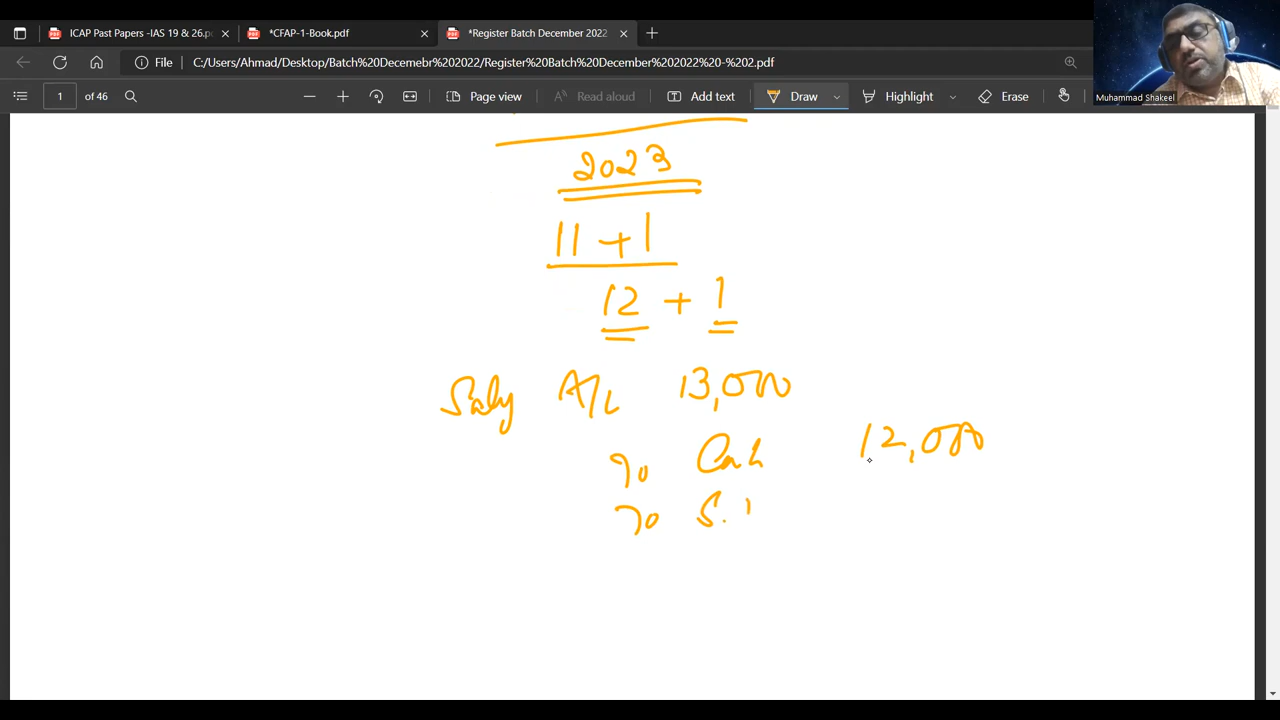 ICAP Past Papers -IAS 19 & 26.p
*CFAP-1-Book.pdf
*Register Batch December 2022
File C:/Users/Ahmad/Desktop/Batch%20Decemebr%202022/Register%20Batch%20December%202022%20-%202.pdf
1 of 46 Page view Read aloud Add text Draw Highlight Erase
Muhammad Shakeel
2023
11 + 1
12 + 1
Salary A/c 13,000
To Cash 12,000
To S.